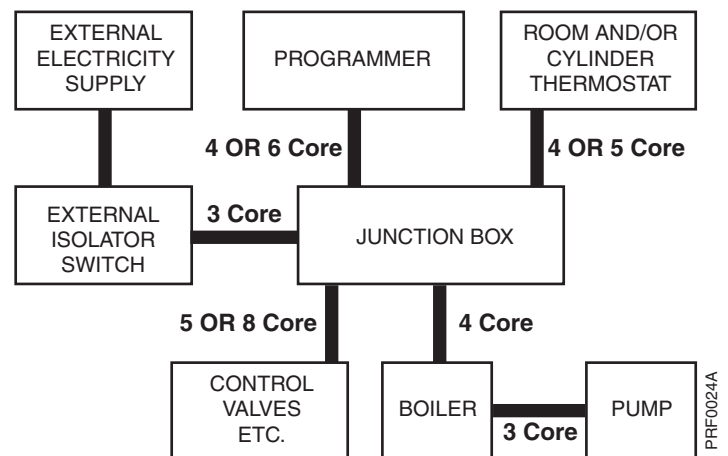 EXTERNAL
ELECTRICITY
SUPPLY
PROGRAMMER
ROOM AND/OR
CYLINDER
THERMOSTAT
4 OR 6 Core
4 OR 5 Core
EXTERNAL
ISOLATOR
SWITCH
3 Core
JUNCTION BOX
5 OR 8 Core
4 Core
CONTROL
VALVES
ETC.
BOILER
3 Core
PUMP
PRF0024A